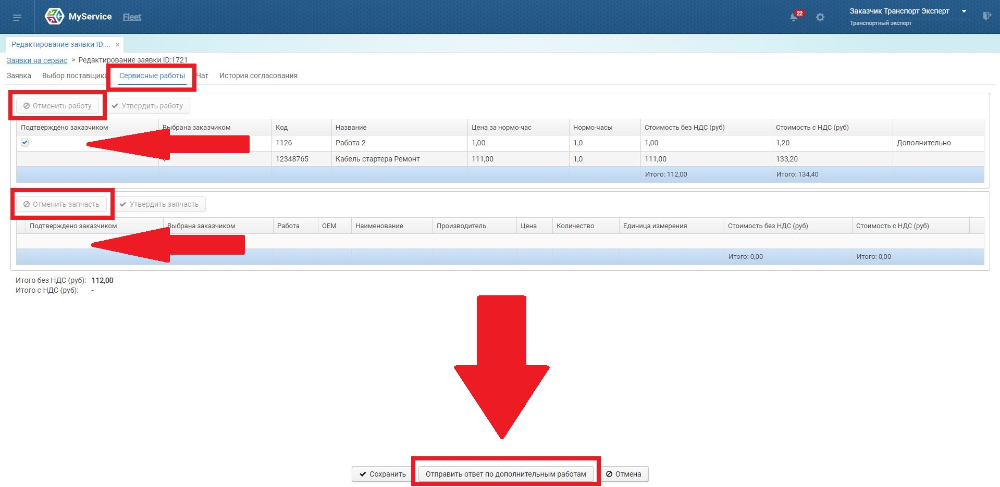 MyService Fleet 22 Заказчик Транспорт Эксперт
Транспортный эксперт
Редактирование заявки ID:... ×
Заявки на сервис > Редактирование заявки ID:1721
Заявка Выбор поставщика Сервисные работы Чат История согласования
Отменить работу Утвердить работу
Подтверждено заказчиком Выбрана заказчиком Код Название Цена за нормо-час Нормо-часы Стоимость без НДС (руб) Стоимость с НДС (руб)
1126 Работа 2 1,00 1,0 1,00 1,20 Дополнительно
12348765 Кабель стартера Ремонт 111,00 1,0 111,00 133,20
Итого: 112,00 Итого: 134,40
Отменить запчасть Утвердить запчасть
Подтверждено заказчиком Выбрана заказчиком Работа OEM Наименование Производитель Цена Количество Единица измерения Стоимость без НДС (руб) Стоимость с НДС (руб)
Итого: 0,00 Итого: 0,00
Итого без НДС (руб): 112,00
Итого с НДС (руб): -
Сохранить Отправить ответ по дополнительным работам Отмена